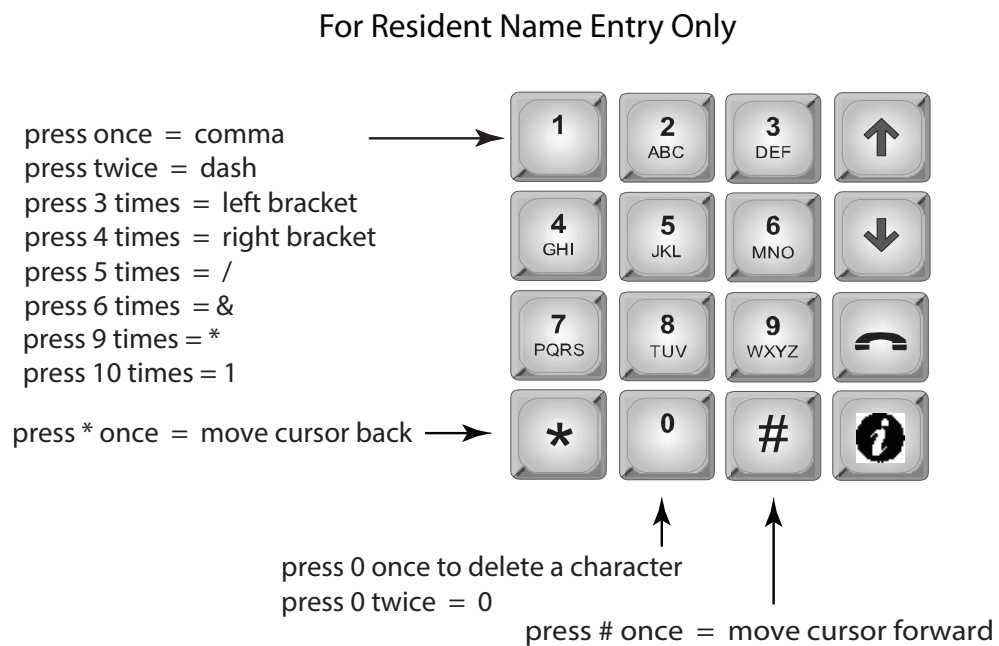 For Resident Name Entry Only
press once = comma
press twice = dash
press 3 times = left bracket
press 4 times = right bracket
press 5 times = /
press 6 times = &
press 9 times = *
press 10 times = 1
press * once = move cursor back
1
2
ABC
3
DEF
4
GHI
5
JKL
6
MNO
7
PQRS
8
TUV
9
WXYZ
*
0
#
i
press 0 once to delete a character
press 0 twice = 0
press # once = move cursor forward